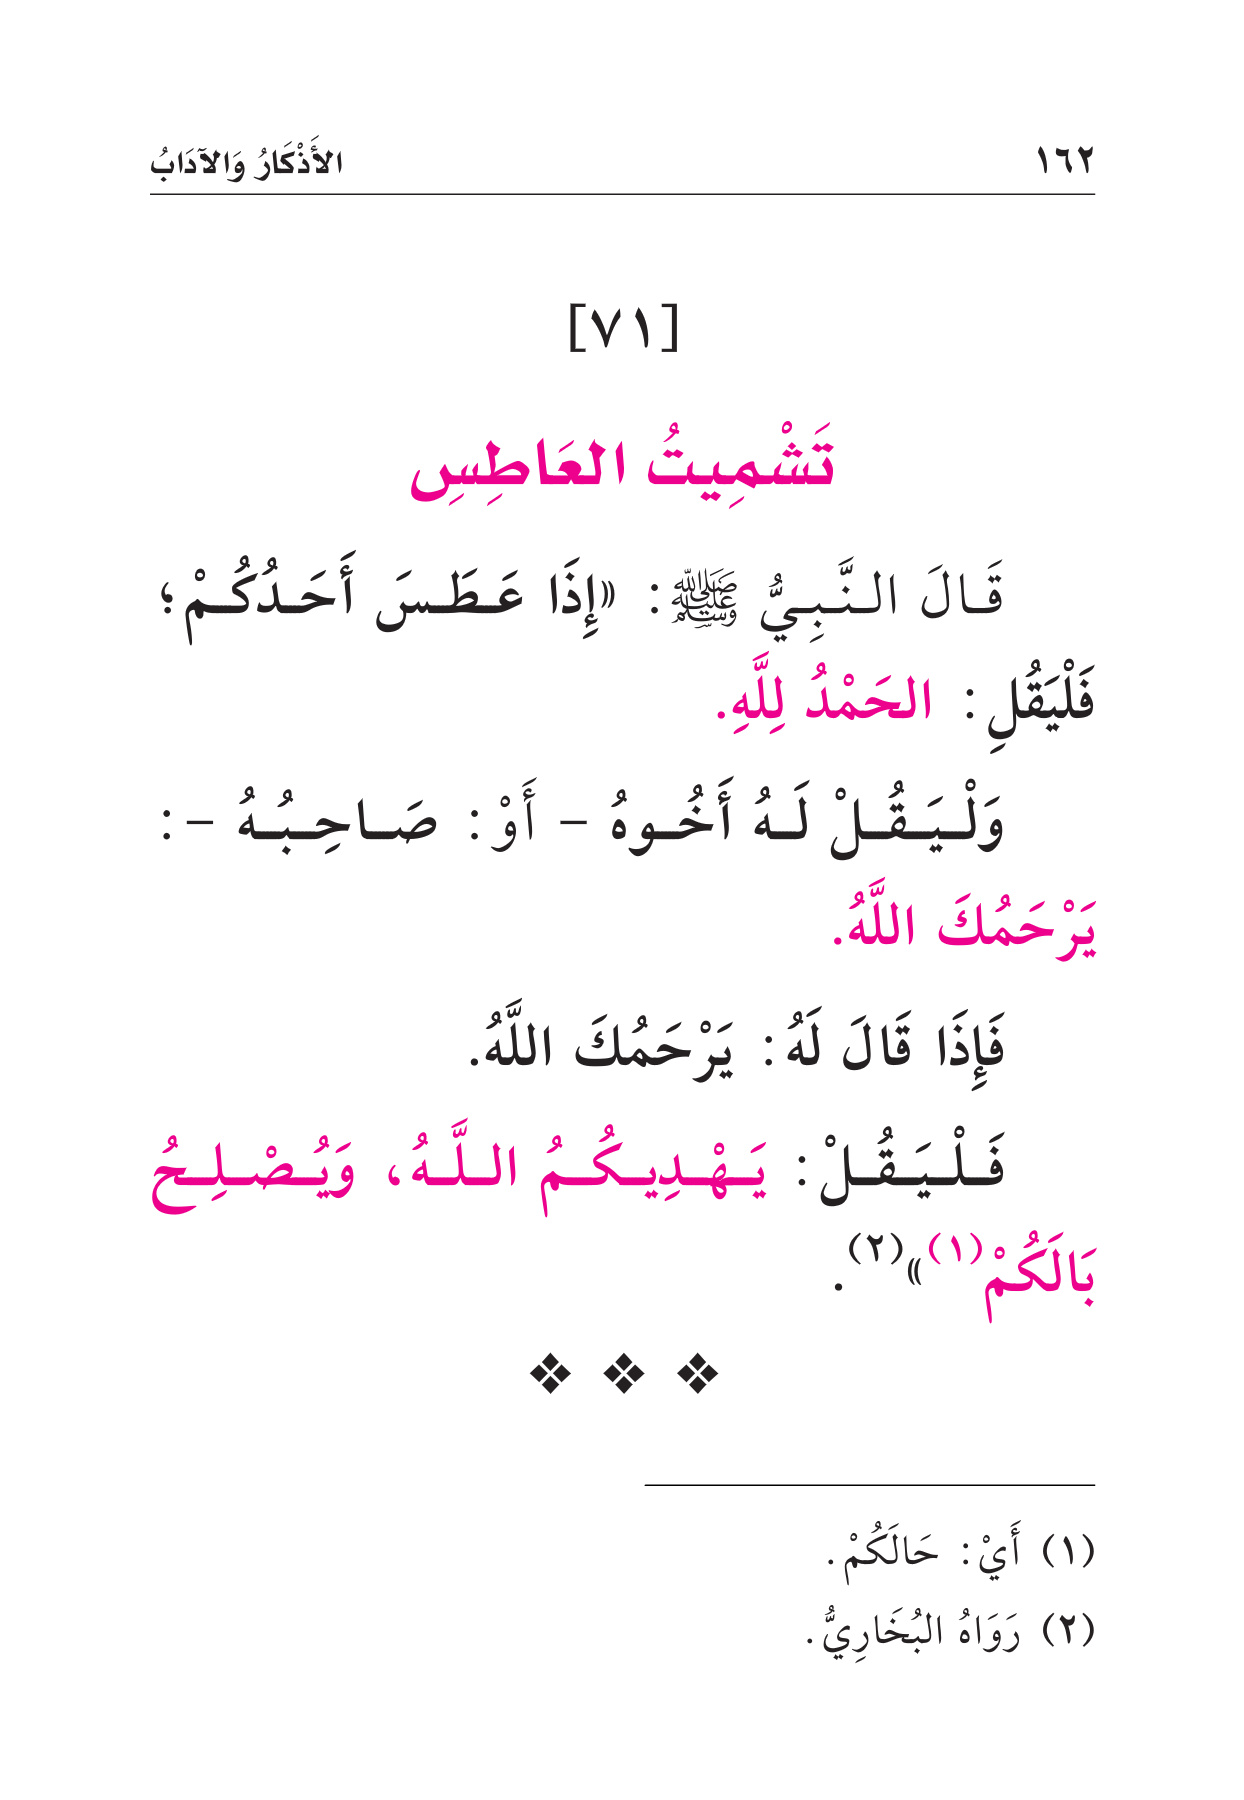 ١٦٢ الأَذْكَارُ وَالآدَابُ
[٧١]
تَشْمِيتُ العَاطِسِ
قَالَ النَّبِيُّ ﷺ: «إِذَا عَطَسَ أَحَدُكُمْ؛
فَلْيَقُلِ: الحَمْدُ لِلَّهِ.
وَلْيَقُلْ لَهُ أَخُوهُ - أَوْ: صَاحِبُهُ -:
يَرْحَمُكَ اللَّهُ.
فَإِذَا قَالَ لَهُ: يَرْحَمُكَ اللَّهُ.
فَلْيَقُلْ: يَهْدِيكُمُ اللَّهُ، وَيُصْلِحُ
بَالَكُمْ(١)»(٢).
(١) أَيْ: حَالَكُمْ.
(٢) رَوَاهُ البُخَارِيُّ.